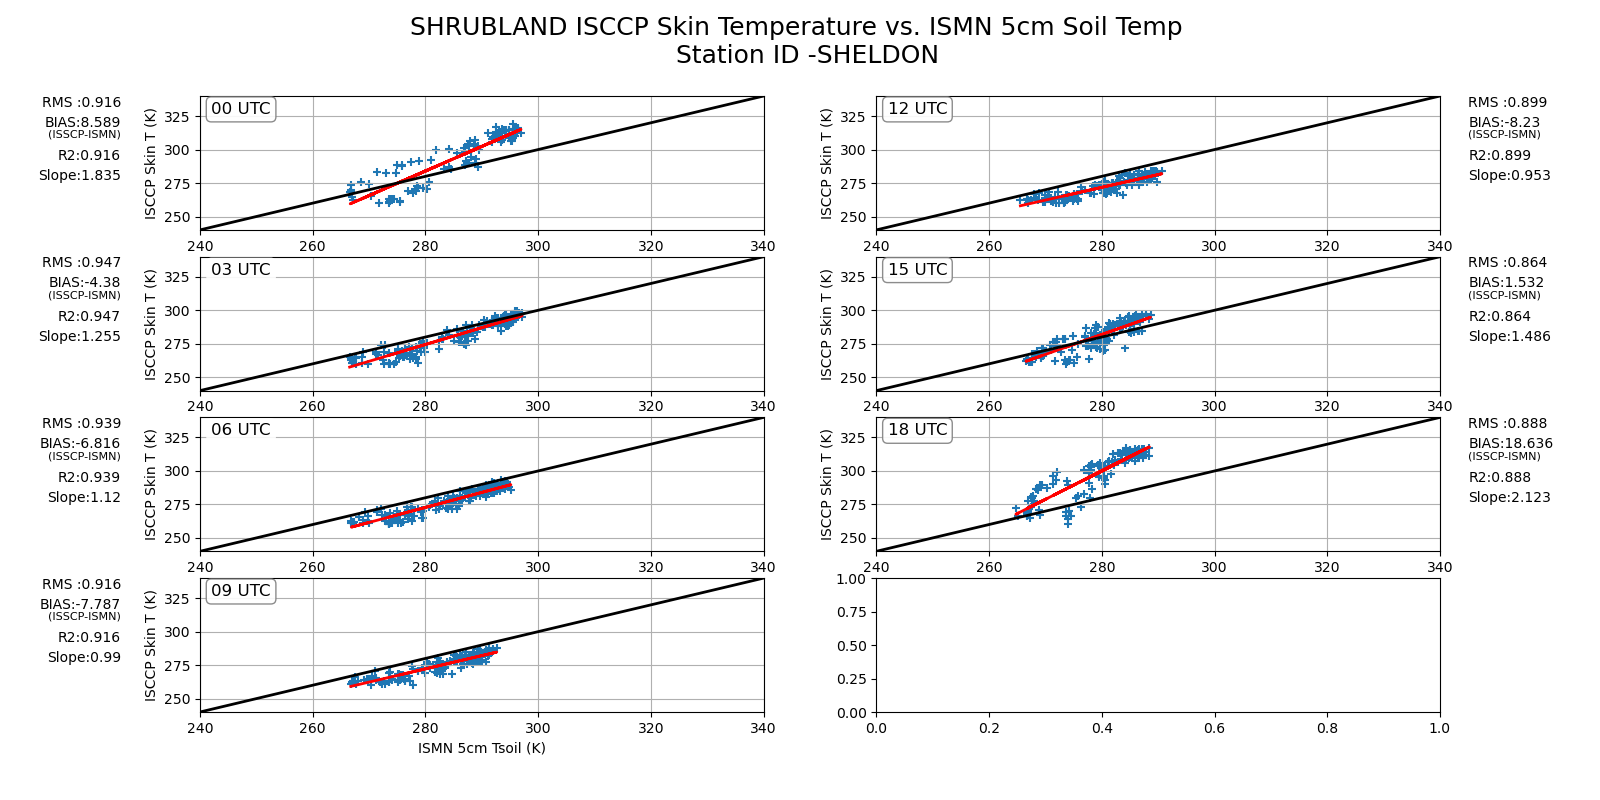 SHRUBLAND ISCCP Skin Temperature vs. ISMN 5cm Soil Temp
Station ID -SHELDON
RMS :0.916
BIAS:8.589
(ISSCP-ISMN)
R2:0.916
Slope:1.835
ISCCP Skin T (K)
325
300
275
250
00 UTC
240 260 280 300 320 340
RMS :0.899
BIAS:-8.23
(ISSCP-ISMN)
R2:0.899
Slope:0.953
ISCCP Skin T (K)
325
300
275
250
12 UTC
240 260 280 300 320 340
RMS :0.947
BIAS:-4.38
(ISSCP-ISMN)
R2:0.947
Slope:1.255
ISCCP Skin T (K)
325
300
275
250
03 UTC
240 260 280 300 320 340
RMS :0.864
BIAS:1.532
(ISSCP-ISMN)
R2:0.864
Slope:1.486
ISCCP Skin T (K)
325
300
275
250
15 UTC
240 260 280 300 320 340
RMS :0.939
BIAS:-6.816
(ISSCP-ISMN)
R2:0.939
Slope:1.12
ISCCP Skin T (K)
325
300
275
250
06 UTC
240 260 280 300 320 340
RMS :0.888
BIAS:18.636
(ISSCP-ISMN)
R2:0.888
Slope:2.123
ISCCP Skin T (K)
325
300
275
250
18 UTC
240 260 280 300 320 340
RMS :0.916
BIAS:-7.787
(ISSCP-ISMN)
R2:0.916
Slope:0.99
ISCCP Skin T (K)
325
300
275
250
09 UTC
240 260 280 300 320 340
ISMN 5cm Tsoil (K)
1.00
0.75
0.50
0.25
0.00
0.0 0.2 0.4 0.6 0.8 1.0